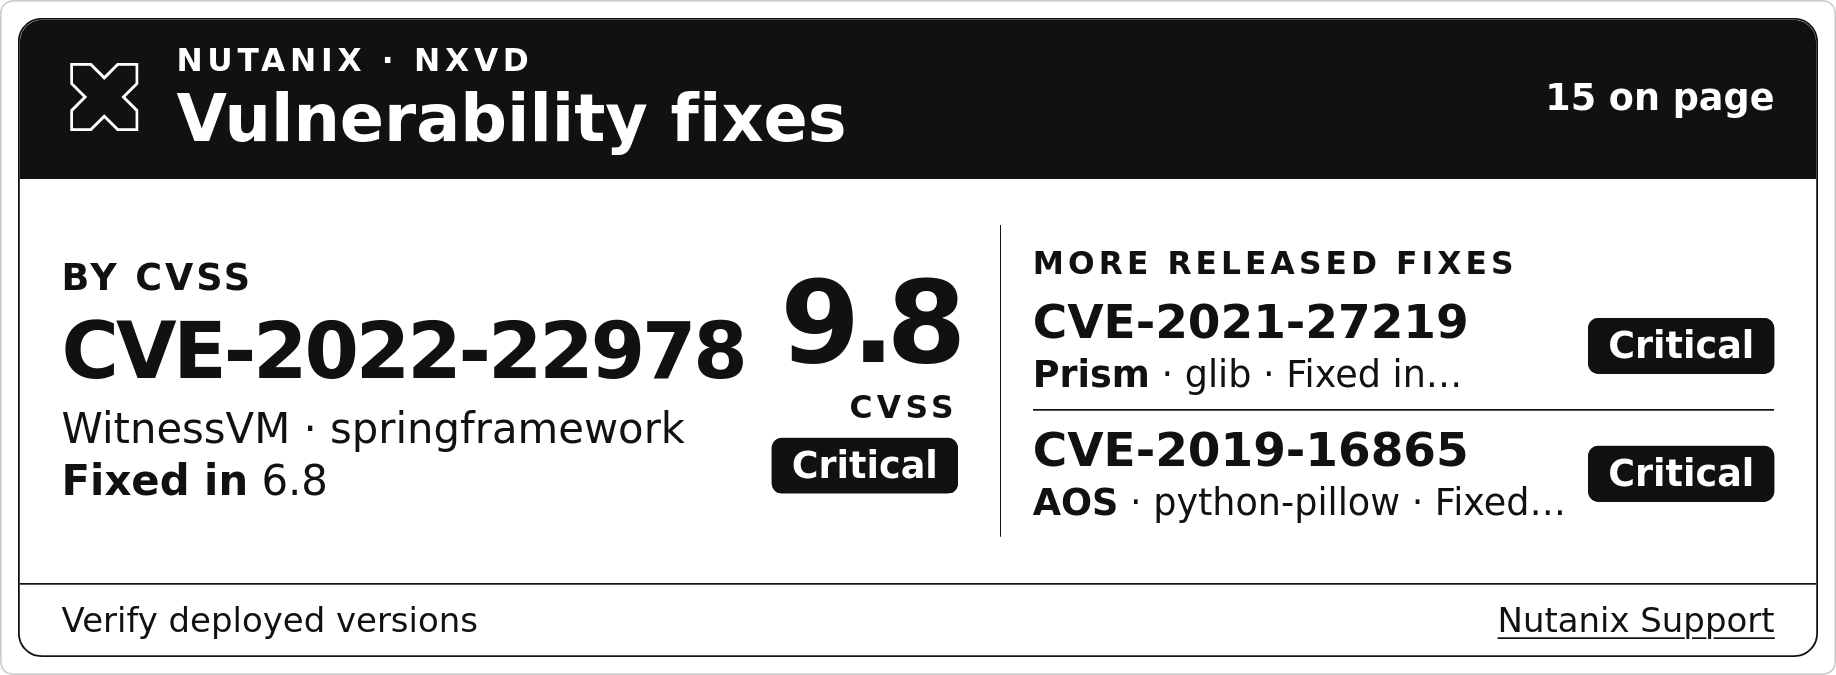 NUTANIX · NXVD
Vulnerability fixes
15 on page
BY CVSS
CVE-2022-22978
WitnessVM · springframework
Fixed in 6.8
9.8
CVSS
Critical
MORE RELEASED FIXES
CVE-2021-27219
Prism · glib · Fixed in…
Critical
CVE-2019-16865
AOS · python-pillow · Fixed…
Critical
Verify deployed versions
Nutanix Support